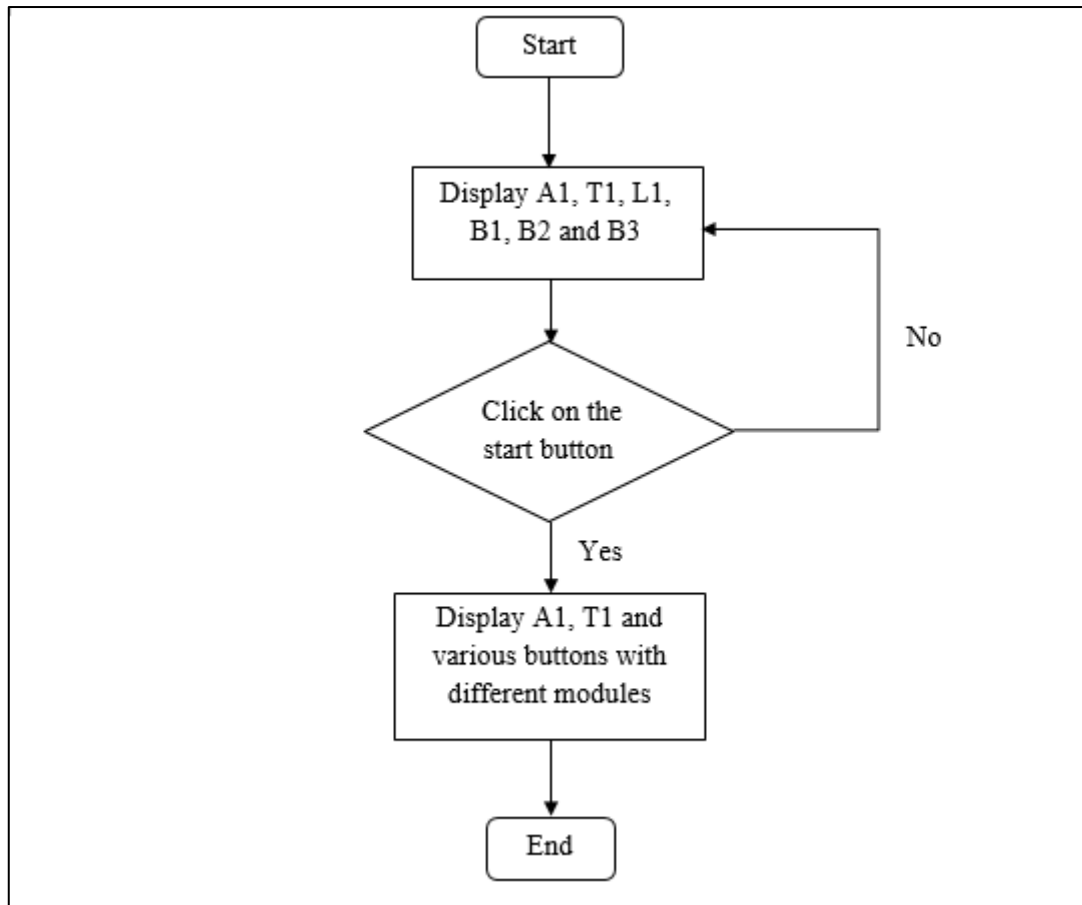 Start
Display A1, T1, L1,
B1, B2 and B3
No
Click on the
start button
Yes
Display A1, T1 and
various buttons with
different modules
End